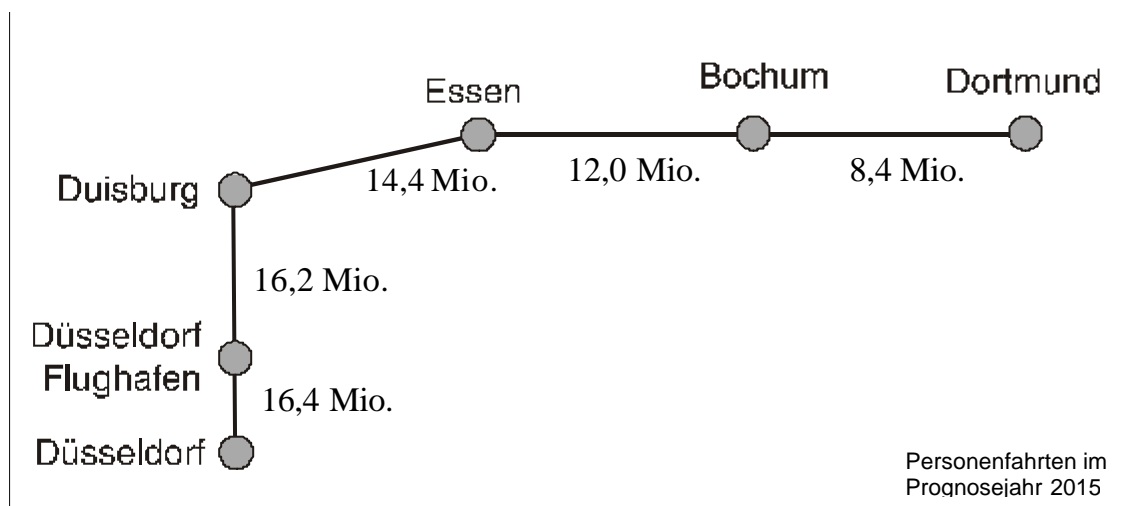 Essen
Bochum
Dortmund
14,4 Mio.
12,0 Mio.
8,4 Mio.
Duisburg
16,2 Mio.
Düsseldorf
Flughafen
16,4 Mio.
Düsseldorf
Personenfahrten im
Prognosejahr 2015